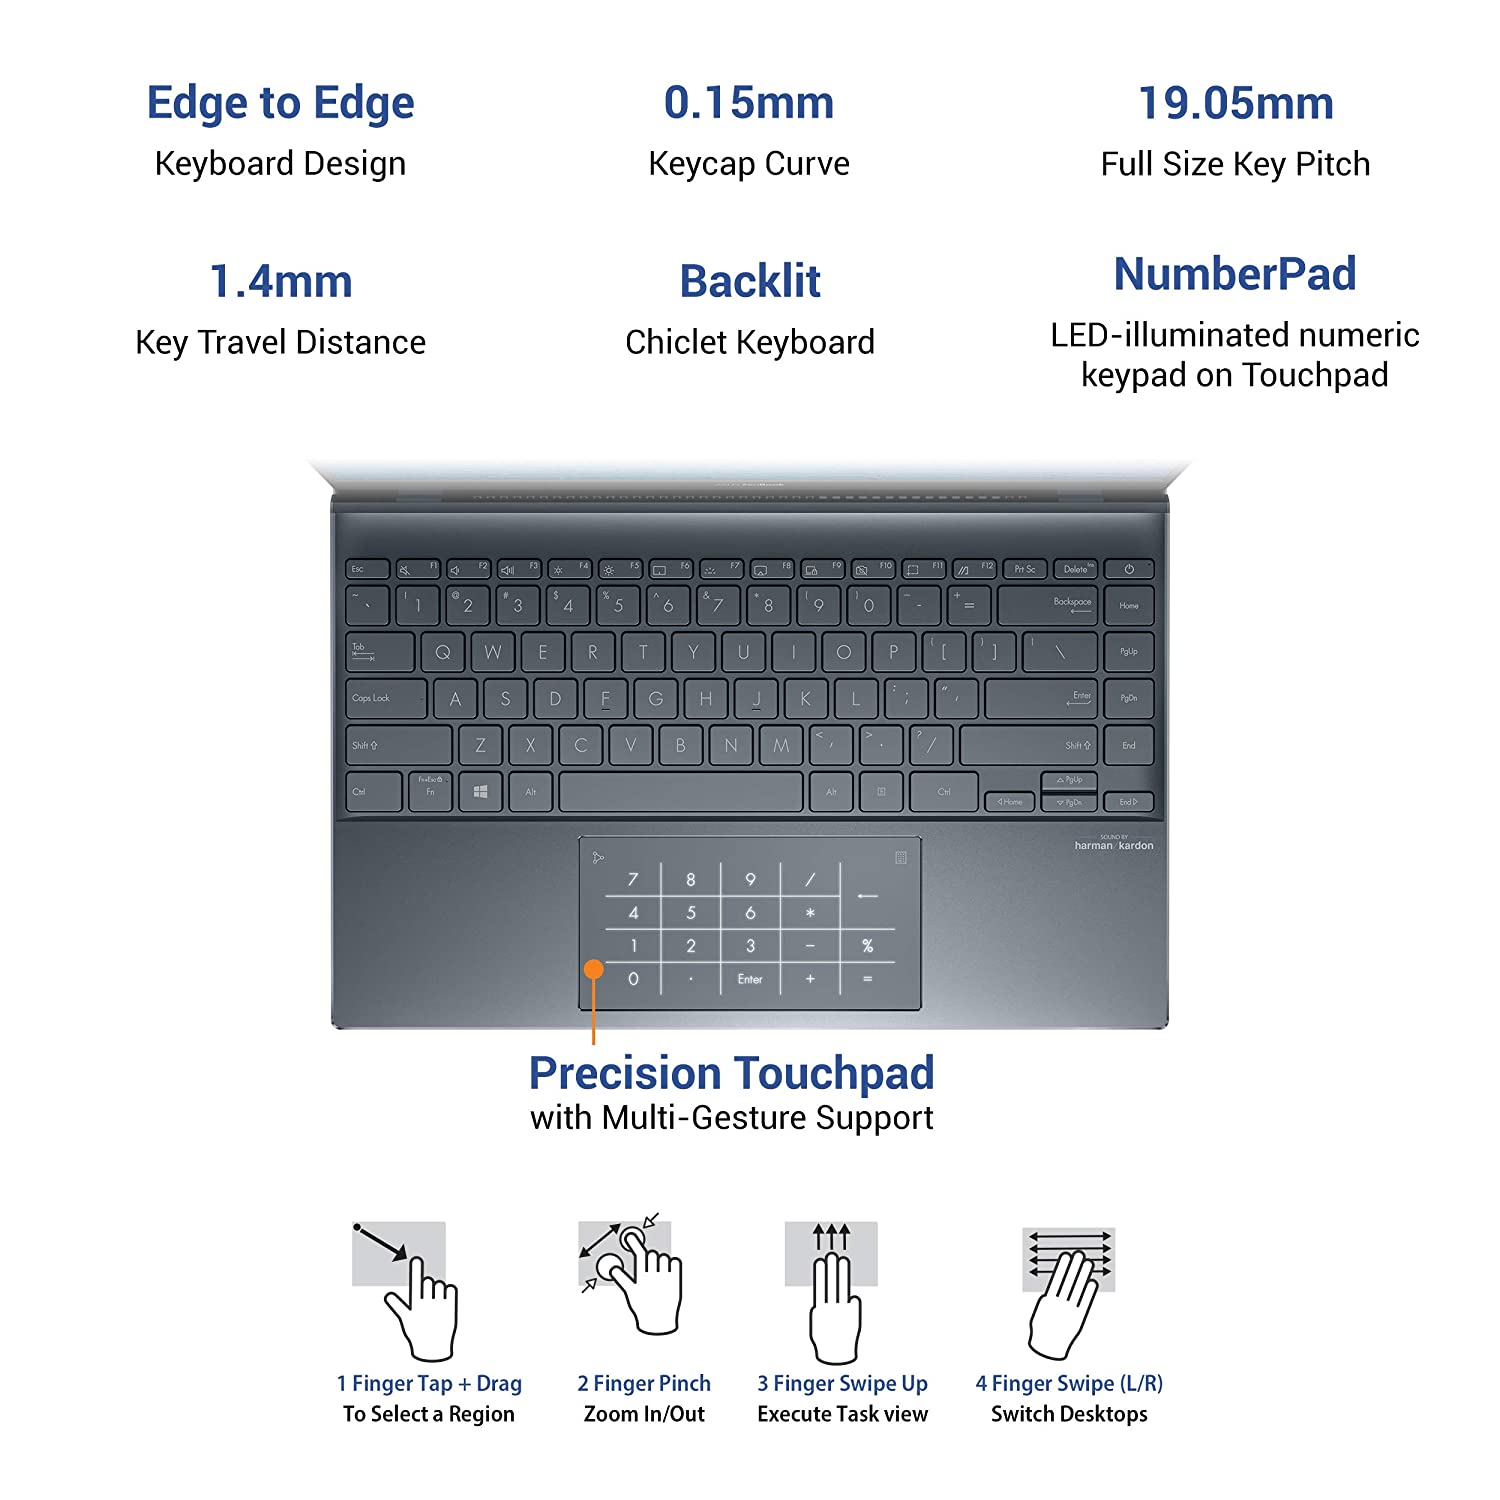 Edge to Edge
Keyboard Design
0.15mm
Keycap Curve
19.05mm
Full Size Key Pitch
1.4mm
Key Travel Distance
Backlit
Chiclet Keyboard
NumberPad
LED-illuminated numeric
keypad on Touchpad
Esc F1 F2 F3 F4 F5 F6 F7 F8 F9 F10 F11 F12 Prt Sc Delete Ins
~ ` ! 1 @ 2 # 3 $ 4 % 5 ^ 6 & 7 * 8 ( 9 ) 0 - + = Backspace Home
Tab Q W E R T Y U I O P { [ } ] | \ PgUp
Caps Lock A S D F G H J K L : ; " ' Enter PgDn
Shift Z X C V B N M < , > . ? / Shift End
Ctrl Fn+Esc Fn Alt Alt Ctrl Home PgUp PgDn End
SOUND BY
harman/kardon
7 8 9 / ←
4 5 6 *
1 2 3 - %
0 . Enter + =
Precision Touchpad
with Multi-Gesture Support
1 Finger Tap + Drag
To Select a Region
2 Finger Pinch
Zoom In/Out
3 Finger Swipe Up
Execute Task view
4 Finger Swipe (L/R)
Switch Desktops